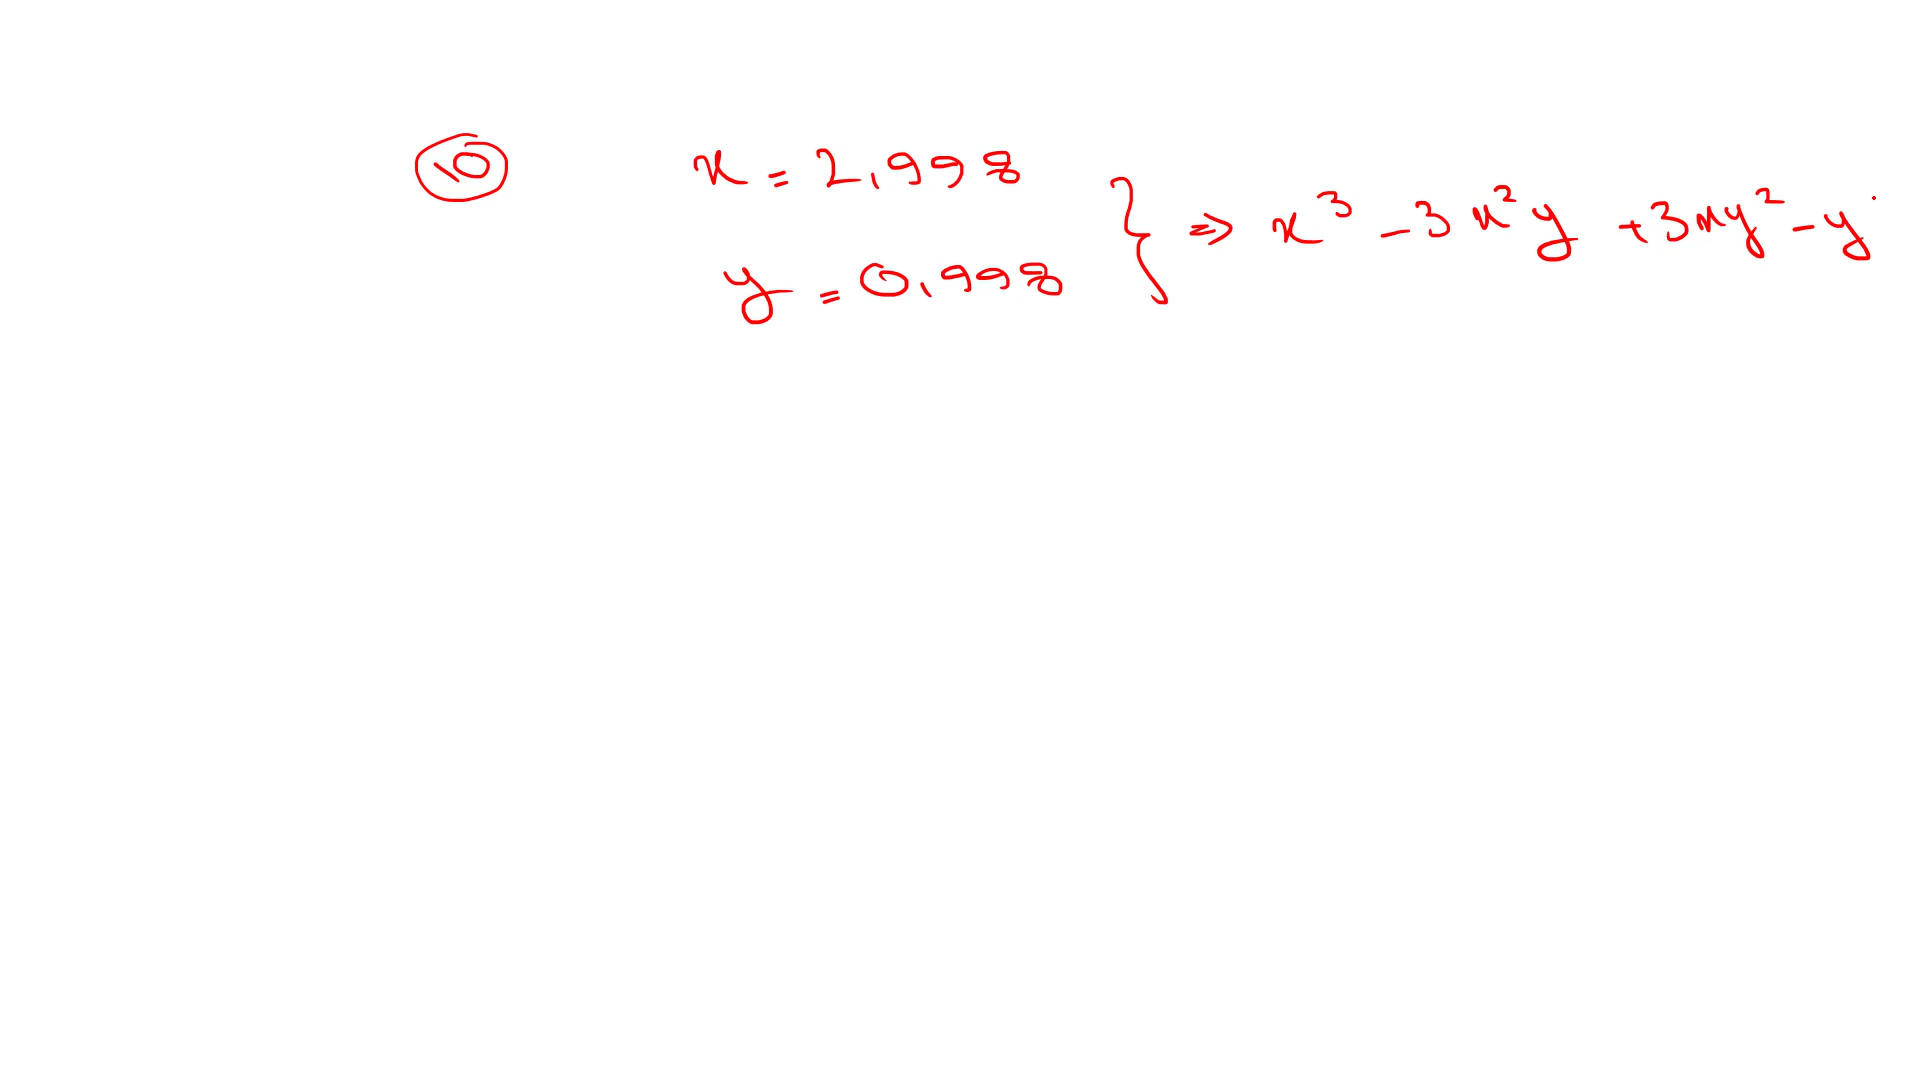 10 x = 2,998 } ⇒ x³ - 3x²y + 3xy² - y
y = 0,998